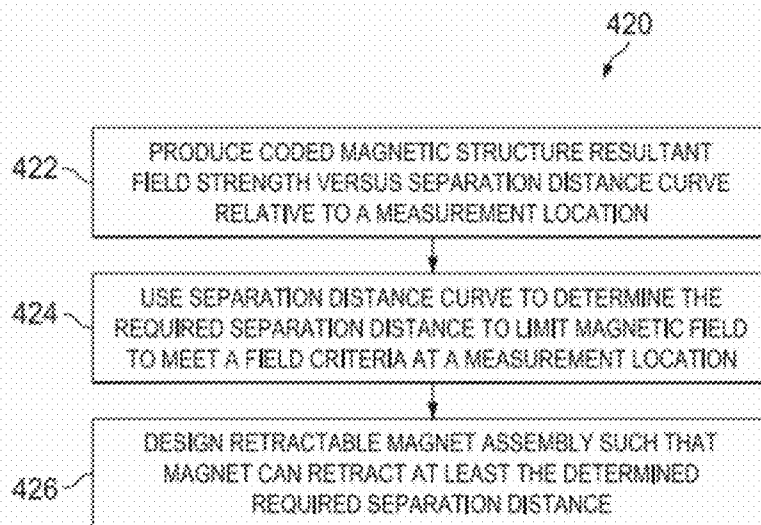 420
422
PRODUCE CODED MAGNETIC STRUCTURE RESULTANT
FIELD STRENGTH VERSUS SEPARATION DISTANCE CURVE
RELATIVE TO A MEASUREMENT LOCATION
424
USE SEPARATION DISTANCE CURVE TO DETERMINE THE
REQUIRED SEPARATION DISTANCE TO LIMIT MAGNETIC FIELD
TO MEET A FIELD CRITERIA AT A MEASUREMENT LOCATION
426
DESIGN RETRACTABLE MAGNET ASSEMBLY SUCH THAT
MAGNET CAN RETRACT AT LEAST THE DETERMINED
REQUIRED SEPARATION DISTANCE